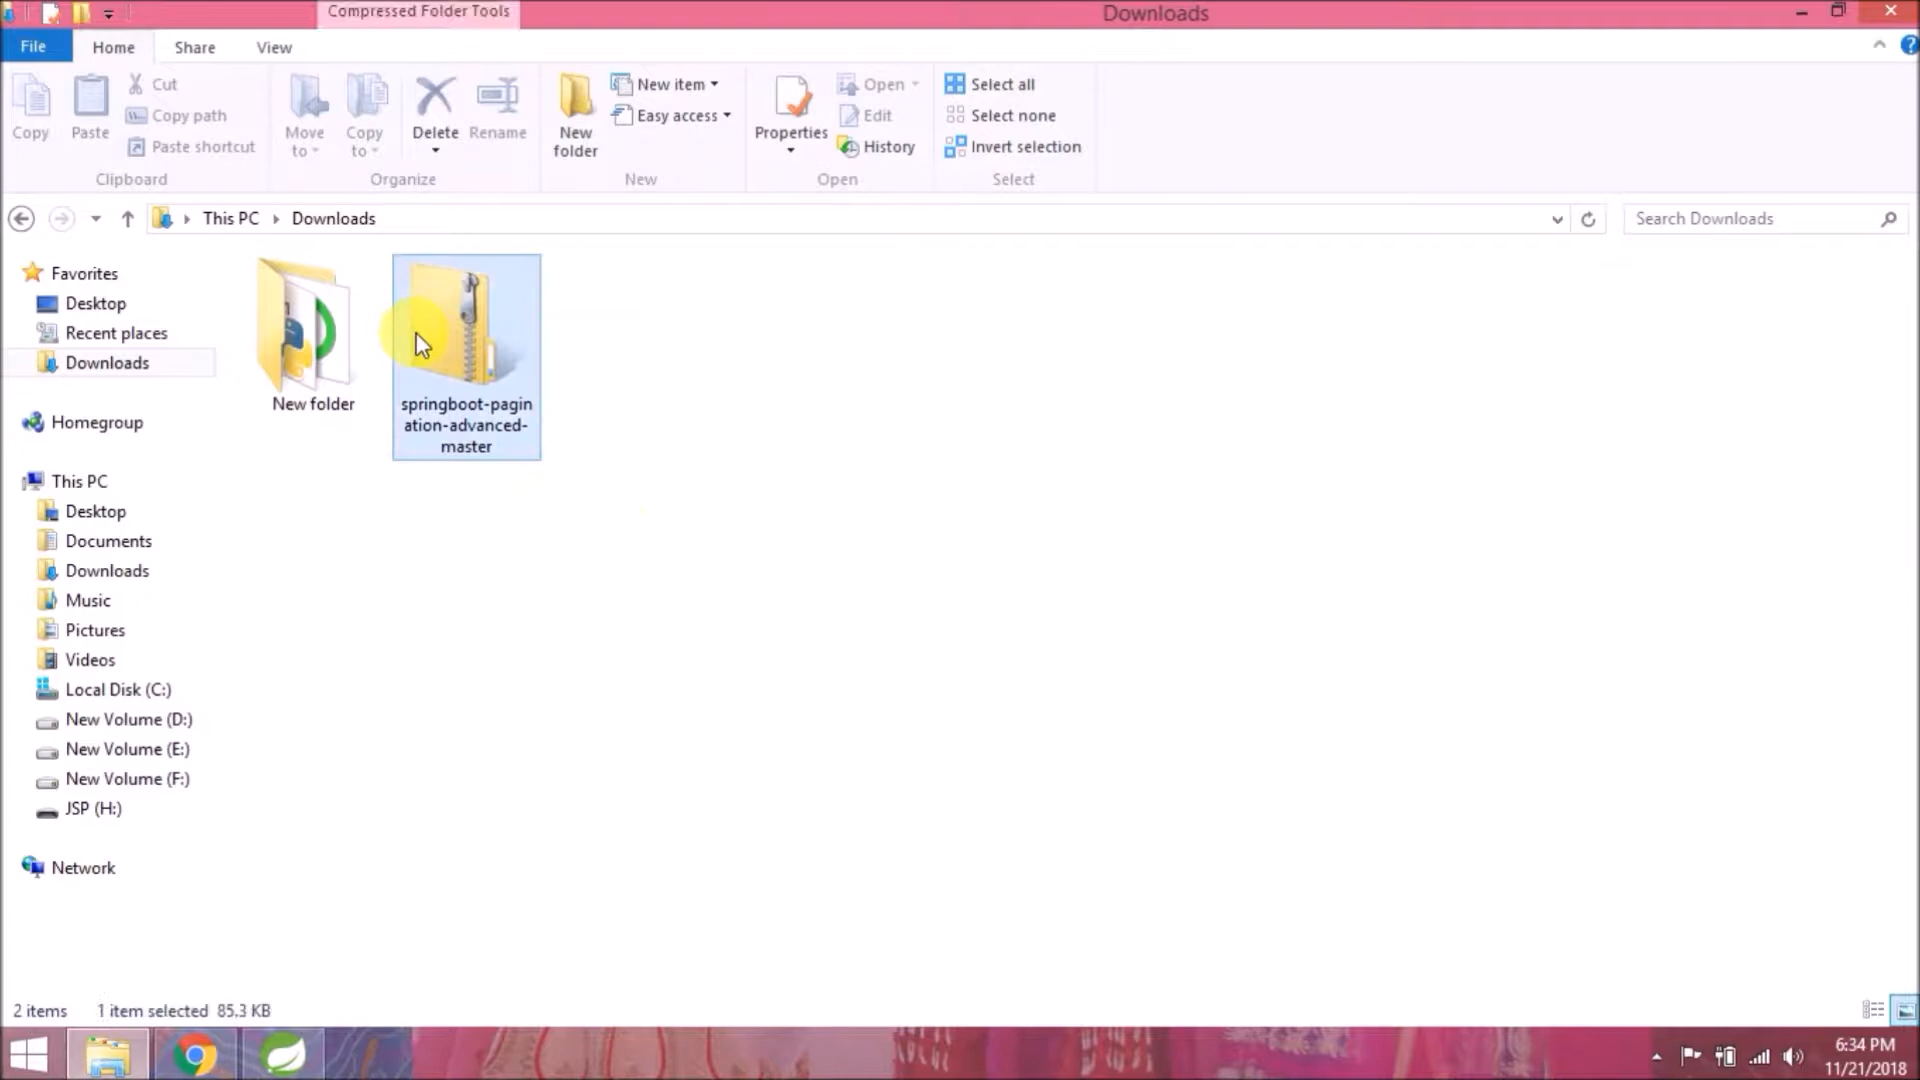 Compressed Folder Tools
Downloads
File
Home
Share
View
Copy
Paste
Cut
Copy path
Paste shortcut
Clipboard
Move to
Copy to
Delete
Rename
Organize
New folder
New item
Easy access
New
Properties
Open
Edit
History
Open
Select all
Select none
Invert selection
Select
This PC
Downloads
Search Downloads
Favorites
Desktop
Recent places
Downloads
Homegroup
This PC
Desktop
Documents
Downloads
Music
Pictures
Videos
Local Disk (C:)
New Volume (D:)
New Volume (E:)
New Volume (F:)
JSP (H:)
Network
New folder
springboot-pagin
ation-advanced-
master
2 items
1 item selected 85.3 KB
6:34 PM
11/21/2018